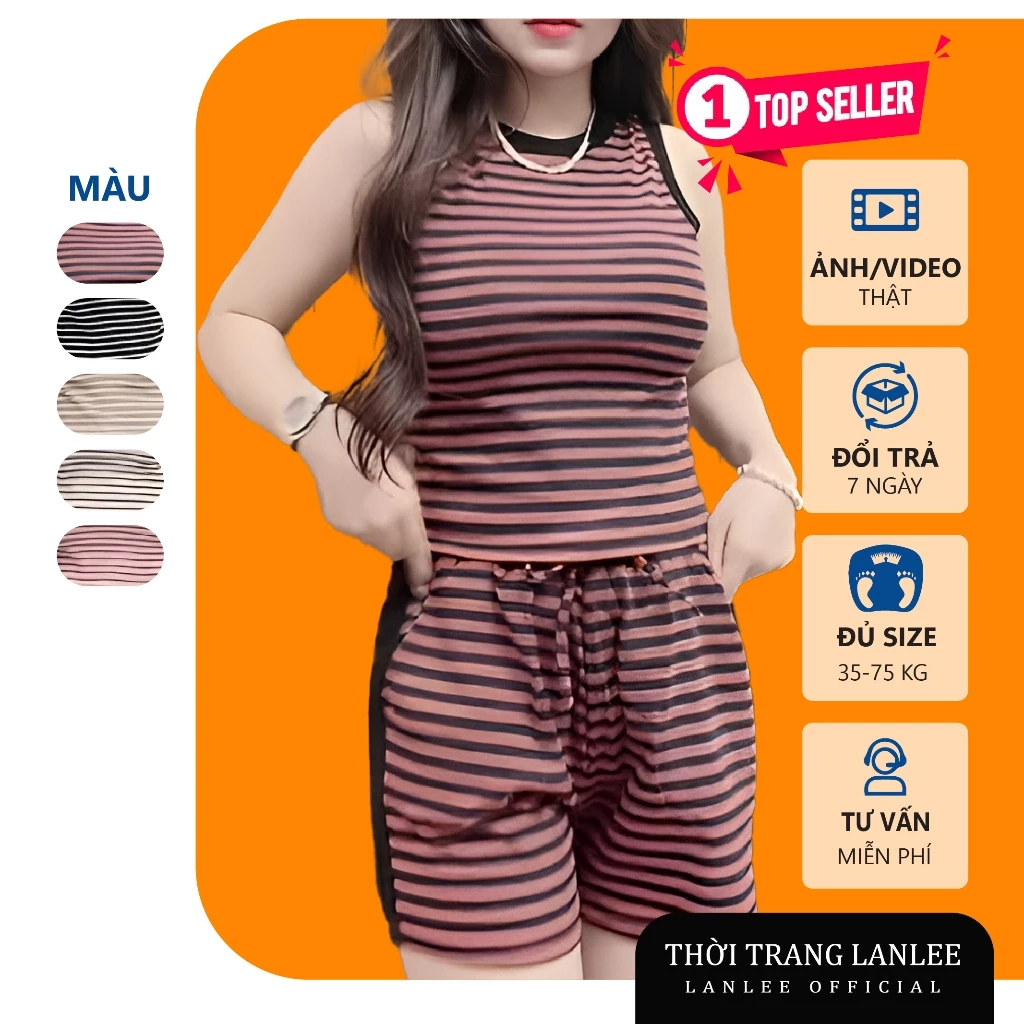 MÀU
1 TOP SELLER
ẢNH/VIDEO
THẬT
ĐỔI TRẢ
7 NGÀY
ĐỦ SIZE
35-75 KG
TƯ VẤN
MIỄN PHÍ
THỜI TRANG LANLEE
LANLEE OFFICIAL